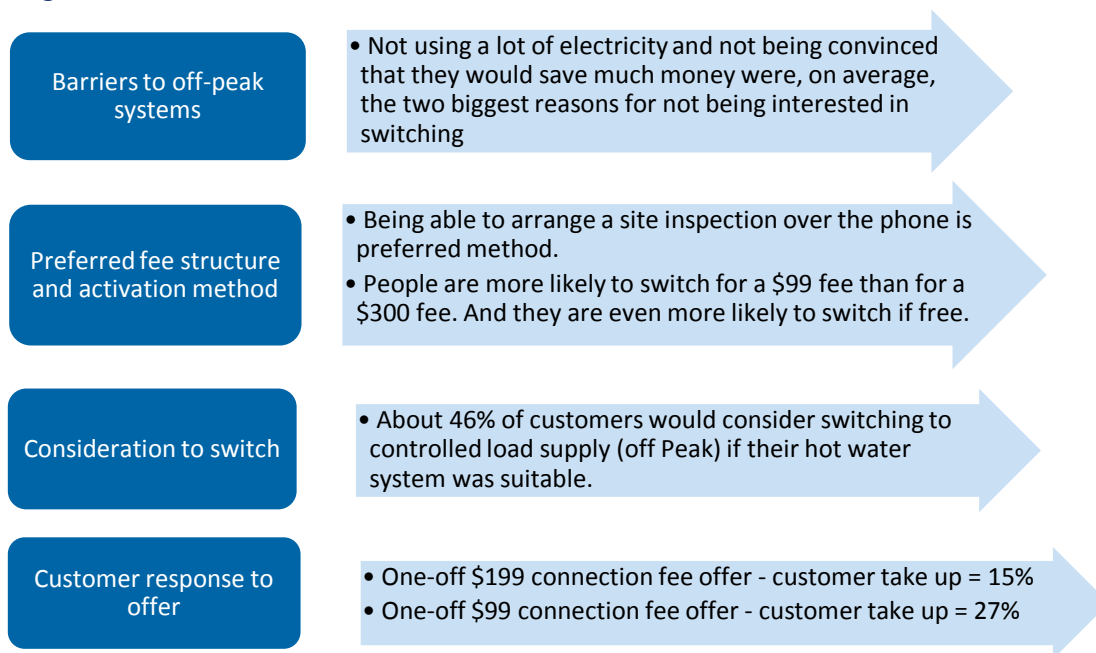 Barriers to off-peak
systems
• Not using a lot of electricity and not being convinced
that they would save much money were, on average,
the two biggest reasons for not being interested in
switching
Preferred fee structure
and activation method
• Being able to arrange a site inspection over the phone is
preferred method.
• People are more likely to switch for a $99 fee than for a
$300 fee. And they are even more likely to switch if free.
Consideration to switch
• About 46% of customers would consider switching to
controlled load supply (off Peak) if their hot water
system was suitable.
Customer response to
offer
• One-off $199 connection fee offer - customer take up = 15%
• One-off $99 connection fee offer - customer take up = 27%